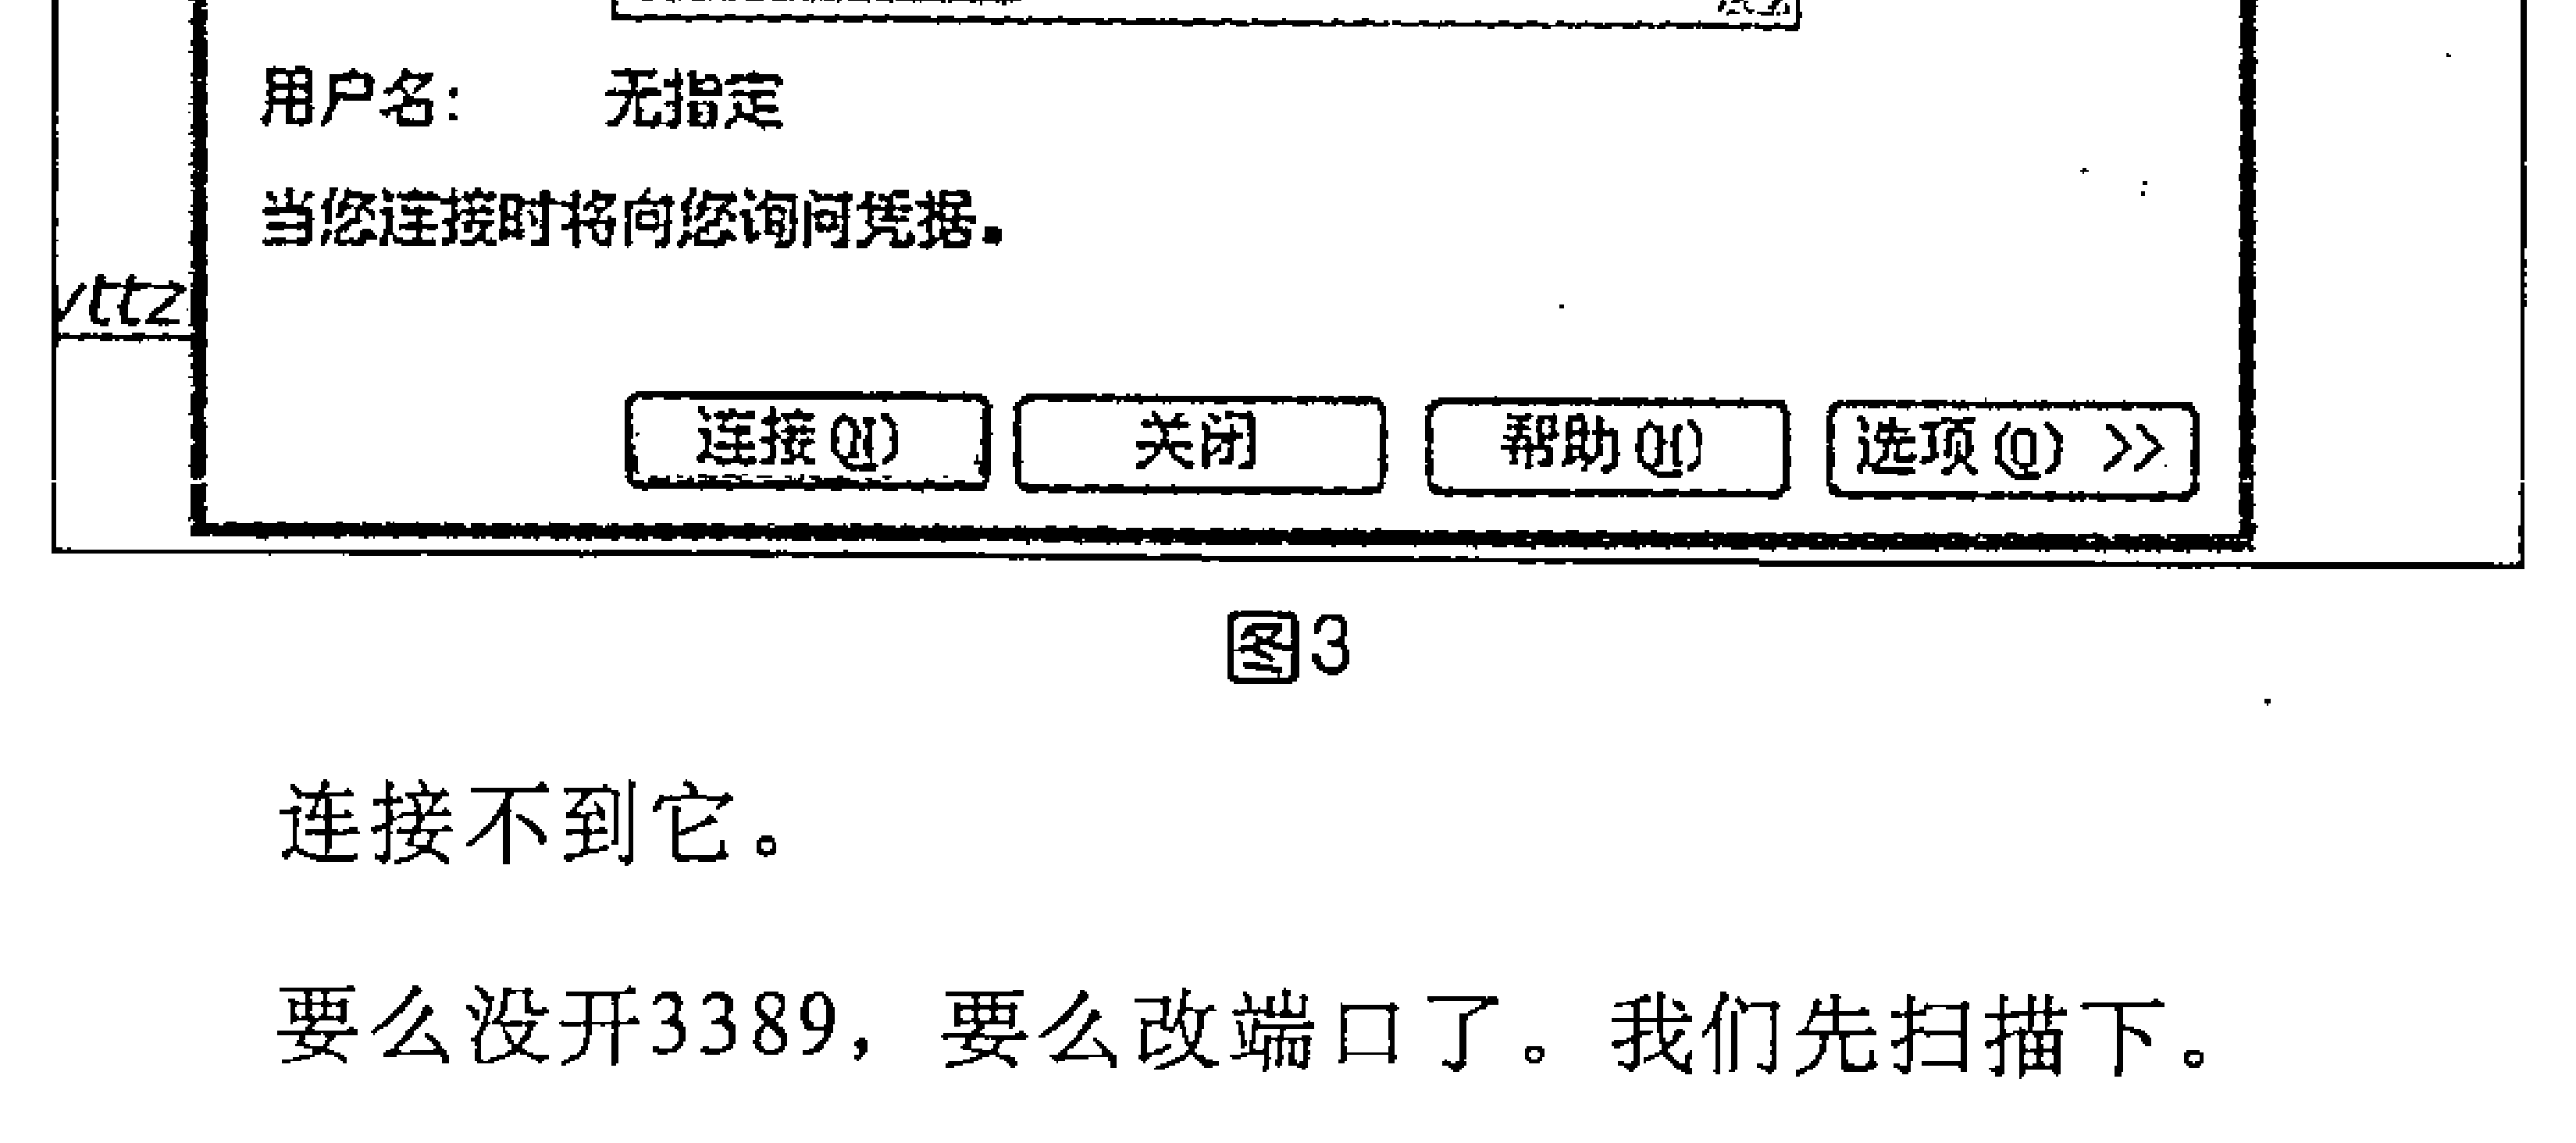 用户名： 无指定
当您连接时将向您询问凭据。
vttz
连接(N) 关闭 帮助(H) 选项(O) >>
图3
连接不到它。
要么没开3389，要么改端口了。我们先扫描下。